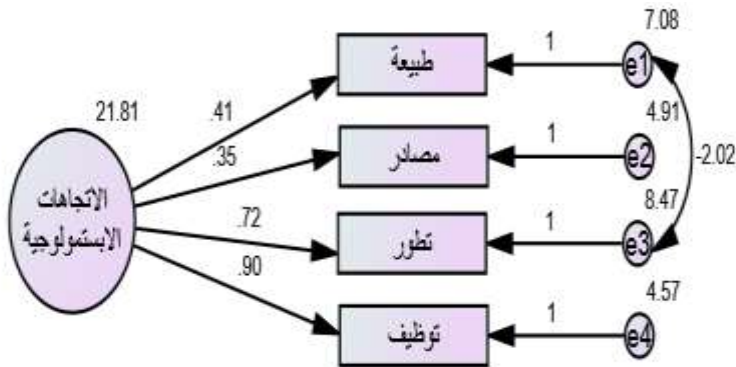 7.08
21.81
.41
طبيعة
1
e1
4.91
.35
مصادر
1
e2
-2.02
الاتجاهات
الابستمولوجية
8.47
.72
تطور
1
e3
.90
4.57
توظيف
1
e4